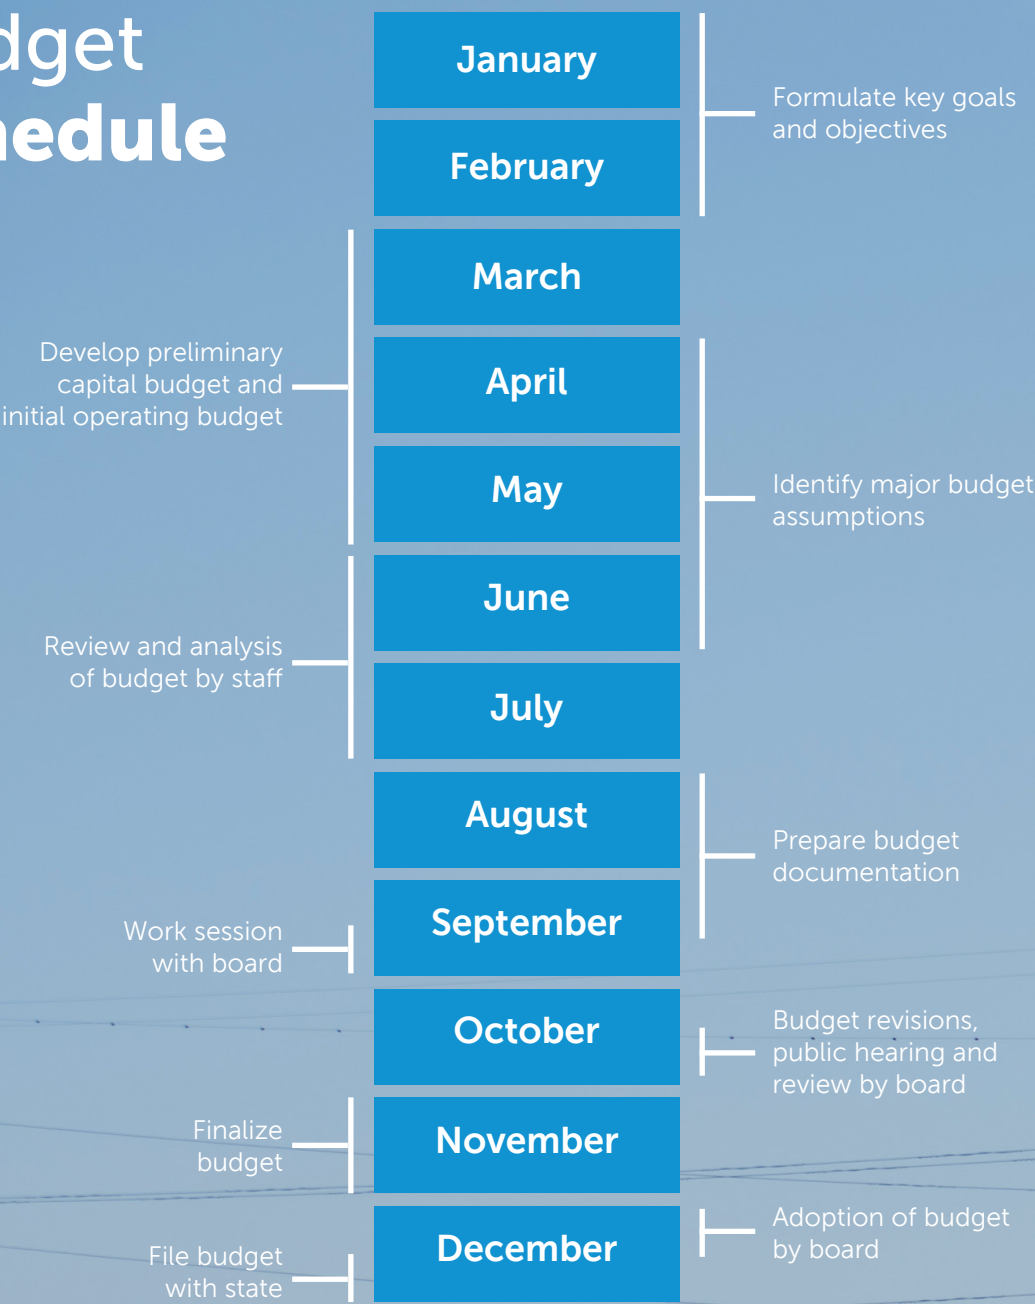 dget
hedule
January
Formulate key goals
and objectives
February
March
Develop preliminary
capital budget and
initial operating budget
April
May
Identify major budget
assumptions
June
Review and analysis
of budget by staff
July
August
Prepare budget
documentation
September
Work session
with board
October
Budget revisions,
public hearing and
review by board
November
Finalize
budget
December
Adoption of budget
by board
File budget
with state